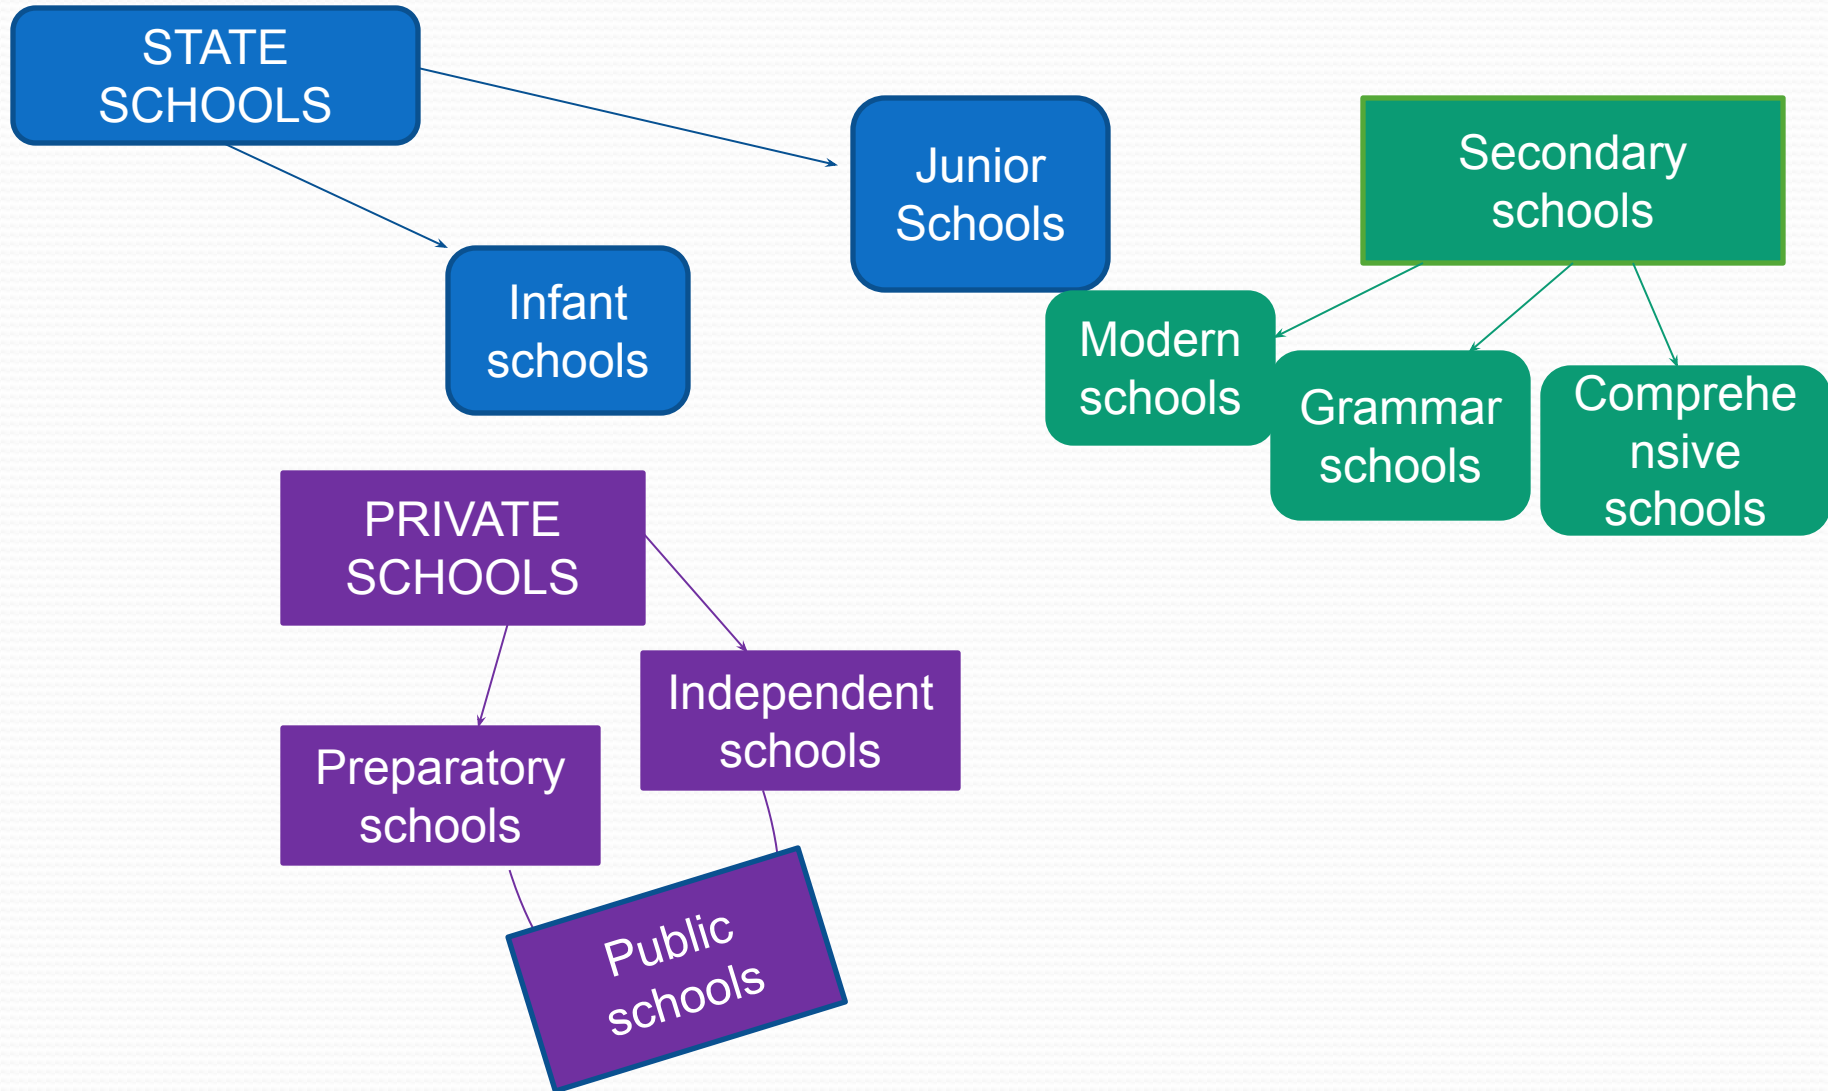 STATE
SCHOOLS
Junior
Schools
Secondary
schools
Infant
schools
Modern
schools
Grammar
schools
Comprehe
nsive
schools
PRIVATE
SCHOOLS
Independent
schools
Preparatory
schools
Public
schools